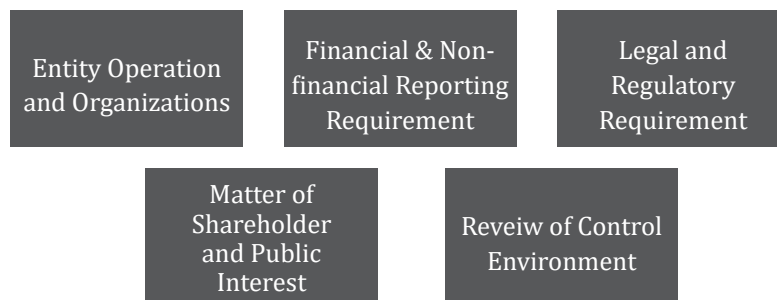 Entity Operation
and Organizations
Financial & Non-
financial Reporting
Requirement
Legal and
Regulatory
Requirement
Matter of
Shareholder
and Public
Interest
Reveiw of Control
Environment